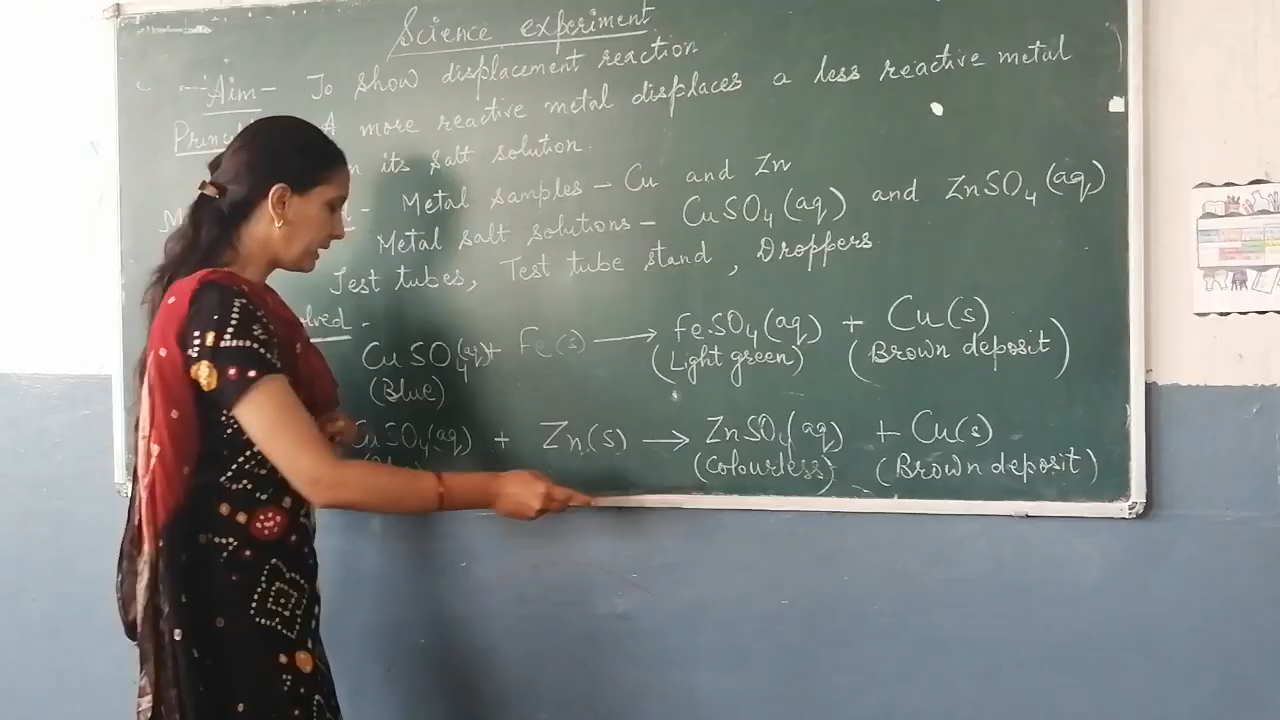 Science experiment
Aim- To show displacement reaction
A more reactive metal displaces a less reactive metal
its salt solution.
Metal samples - Cu and Zn
Metal salt solutions - CuSO₄(aq) and ZnSO₄(aq)
Test tubes, Test tube stand, Droppers
CuSO₄(aq) + Fe(s) → FeSO₄(aq) + Cu(s)
(Blue) (Light green) (Brown deposit)
CuSO₄(aq) + Zn(s) → ZnSO₄(aq) + Cu(s)
(Colourless) (Brown deposit)